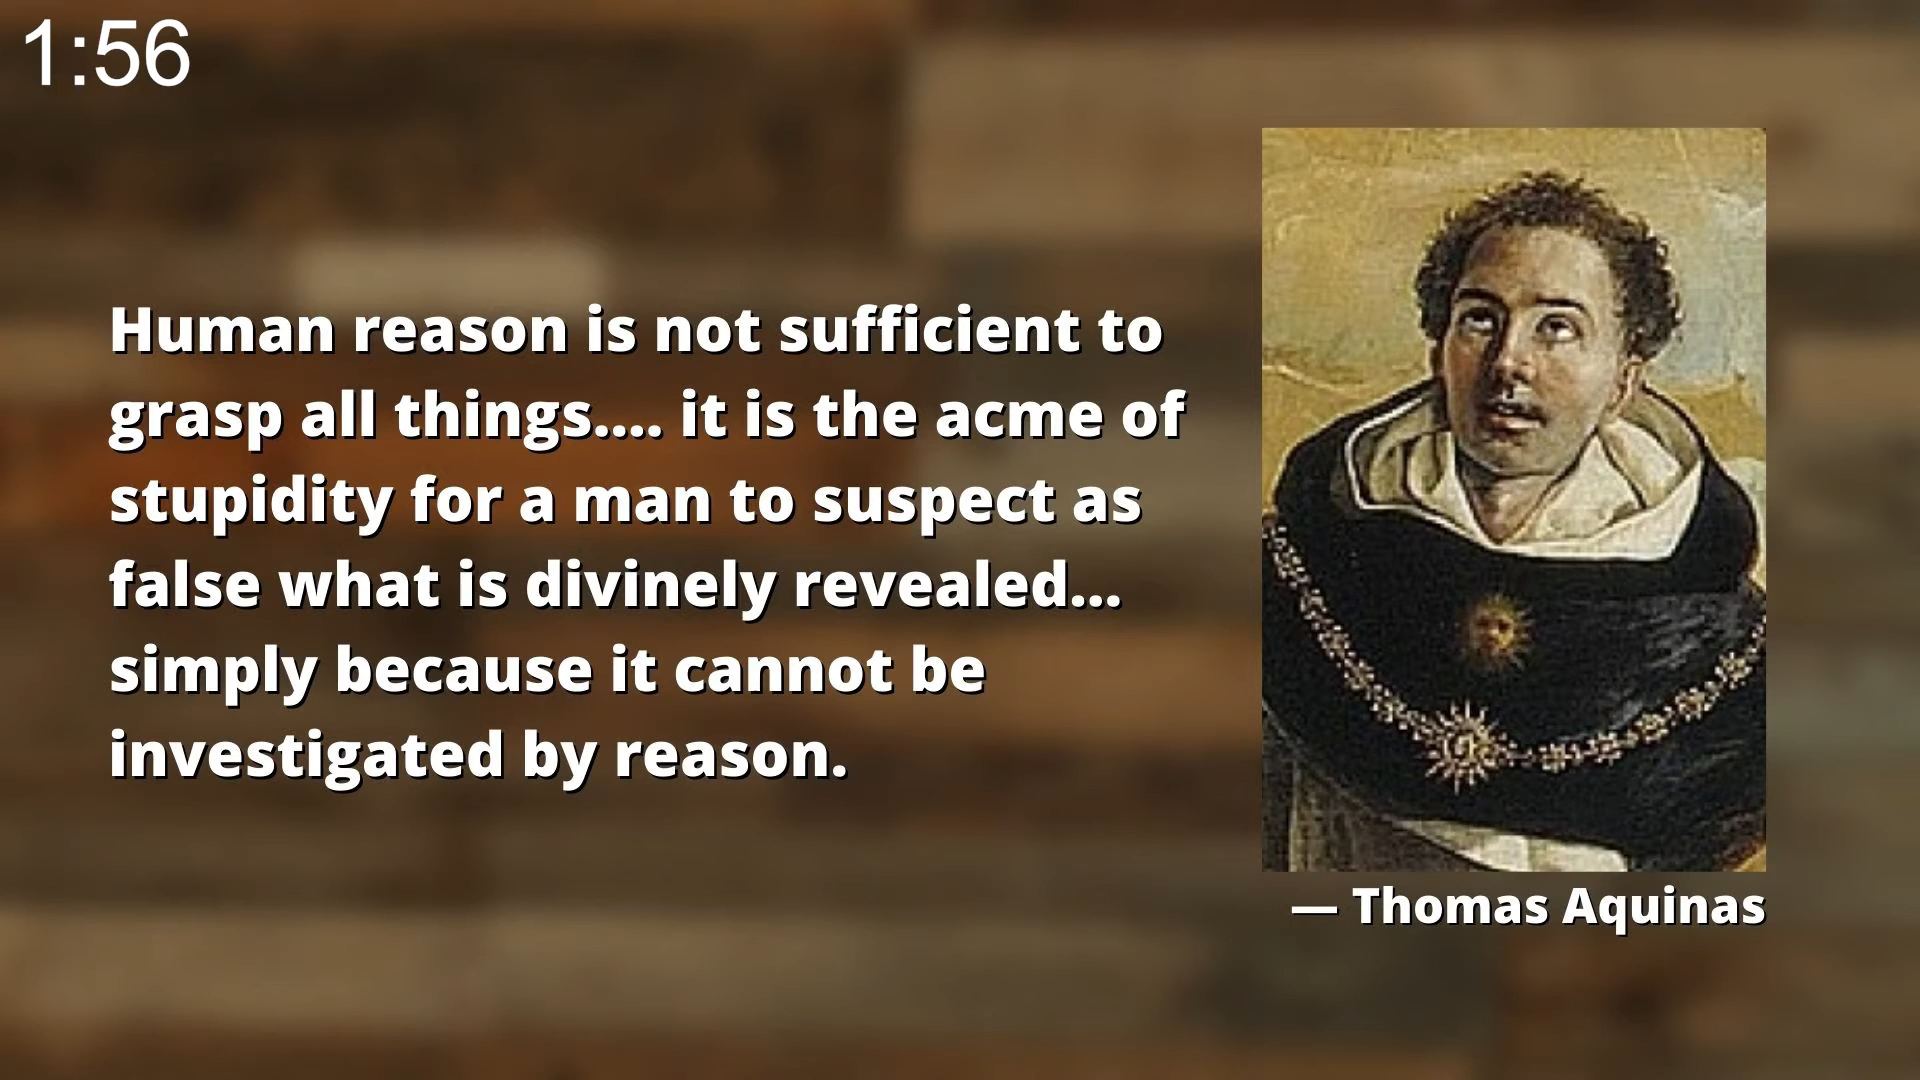 1:56
Human reason is not sufficient to
grasp all things.... it is the acme of
stupidity for a man to suspect as
false what is divinely revealed...
simply because it cannot be
investigated by reason.
— Thomas Aquinas